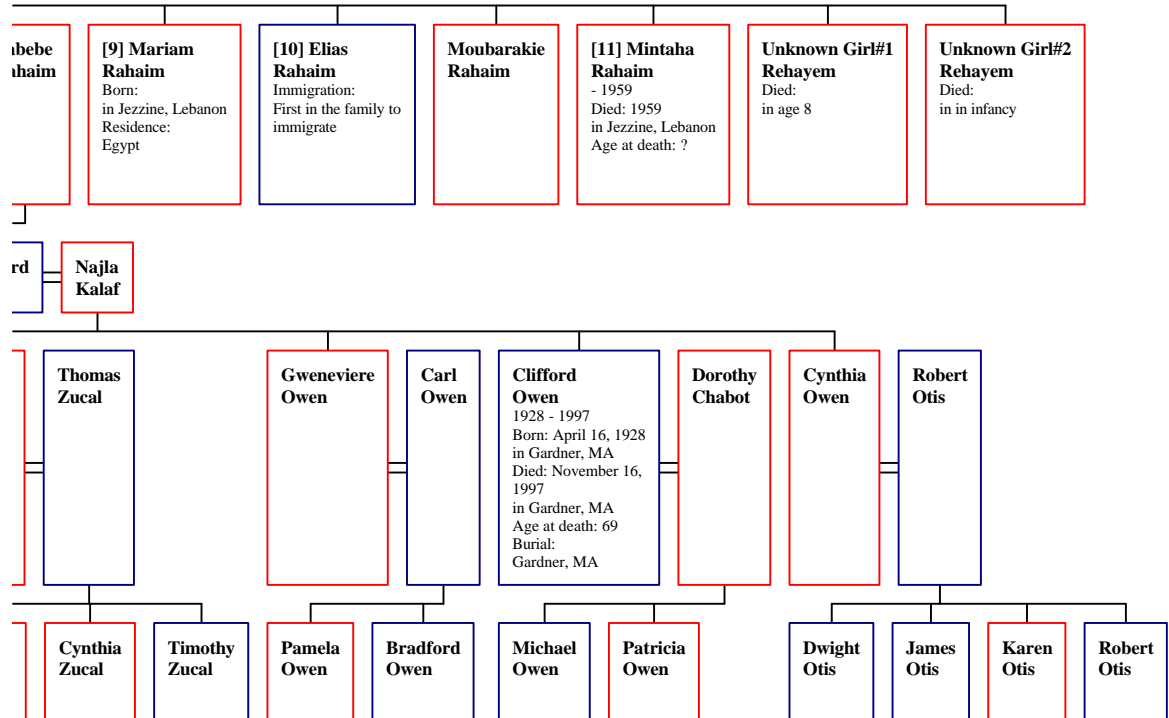 [9] Mariam
Rahaim
Born:
in Jezzine, Lebanon
Residence:
Egypt
[10] Elias
Rahaim
Immigration:
First in the family to
immigrate
Moubarakie
Rahaim
[11] Mintaha
Rahaim
- 1959
Died: 1959
in Jezzine, Lebanon
Age at death: ?
Unknown Girl#1
Rehayem
Died:
in age 8
Unknown Girl#2
Rehayem
Died:
in in infancy
Najla
Kalaf
Thomas
Zucal
Gweneviere
Owen
Carl
Owen
Clifford
Owen
1928 - 1997
Born: April 16, 1928
in Gardner, MA
Died: November 16,
1997
in Gardner, MA
Age at death: 69
Burial:
Gardner, MA
Dorothy
Chabot
Cynthia
Owen
Robert
Otis
Cynthia
Zucal
Timothy
Zucal
Pamela
Owen
Bradford
Owen
Michael
Owen
Patricia
Owen
Dwight
Otis
James
Otis
Karen
Otis
Robert
Otis